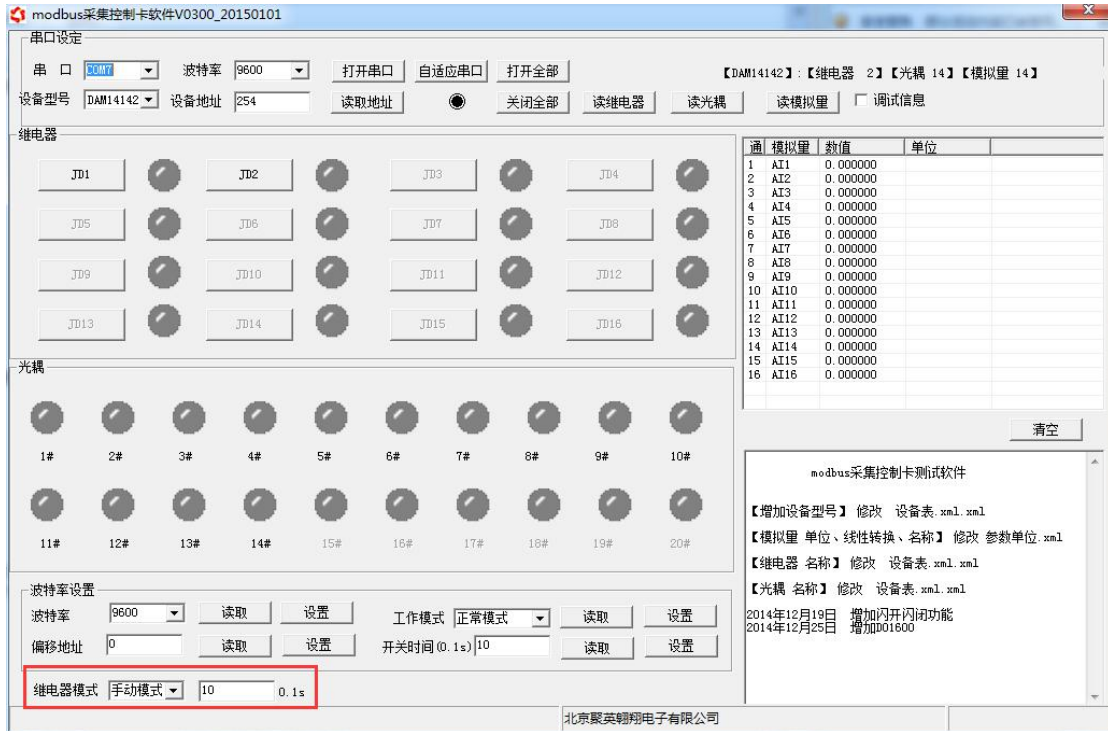 modbus采集控制卡软件V0300_20150101
串口设定
串 口 COM7 波特率 9600 打开串口 自适应串口 打开全部 【DAM14142】:【继电器 2】【光耦 14】【模拟量 14】
设备型号 DAM14142 设备地址 254 读取地址 关闭全部 读继电器 读光耦 读模拟量 调试信息
继电器
JD1 JD2 JD3 JD4
JD5 JD6 JD7 JD8
JD9 JD10 JD11 JD12
JD13 JD14 JD15 JD16
通 模拟量 数值 单位
1 AI1 0.000000
2 AI2 0.000000
3 AI3 0.000000
4 AI4 0.000000
5 AI5 0.000000
6 AI6 0.000000
7 AI7 0.000000
8 AI8 0.000000
9 AI9 0.000000
10 AI10 0.000000
11 AI11 0.000000
12 AI12 0.000000
13 AI13 0.000000
14 AI14 0.000000
15 AI15 0.000000
16 AI16 0.000000
清空
光耦
1# 2# 3# 4# 5# 6# 7# 8# 9# 10#
11# 12# 13# 14# 15# 16# 17# 18# 19# 20#
modbus采集控制卡测试软件
【增加设备型号】 修改 设备表.xml.xml
【模拟量 单位、线性转换、名称】 修改 参数单位.xml
【继电器 名称】 修改 设备表.xml.xml
【光耦 名称】 修改 设备表.xml.xml
2014年12月19日 增加闪开闪闭功能
2014年12月25日 增加DO1600
波特率设置
波特率 9600 读取 设置 工作模式 正常模式 读取 设置
偏移地址 0 读取 设置 开关时间(0.1s) 10 读取 设置
继电器模式 手动模式 10 0.1s
北京聚英翱翔电子有限公司